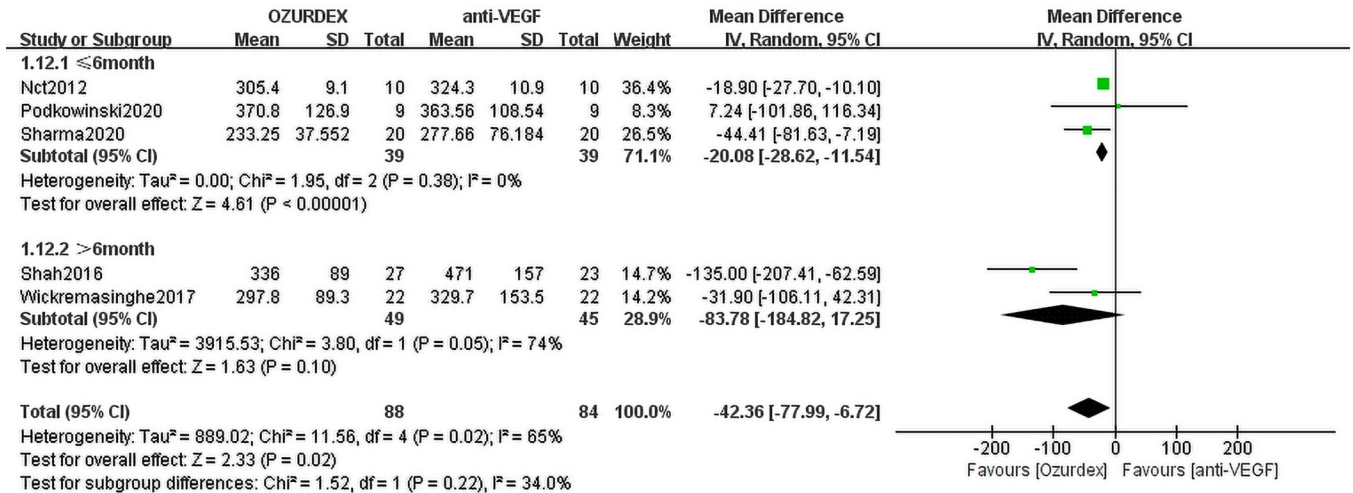 OZURDEX anti-VEGF Mean Difference Mean Difference
Study or Subgroup Mean SD Total Mean SD Total Weight IV, Random, 95% CI IV, Random, 95% CI
1.12.1 ≤6month
Nct2012 305.4 9.1 10 324.3 10.9 10 36.4% -18.90 [-27.70, -10.10]
Podkowinski2020 370.8 126.9 9 363.56 108.54 9 8.3% 7.24 [-101.86, 116.34]
Sharma2020 233.25 37.552 20 277.66 76.184 20 26.5% -44.41 [-81.63, -7.19]
Subtotal (95% CI) 39 39 71.1% -20.08 [-28.62, -11.54]
Heterogeneity: Tau² = 0.00; Chi² = 1.95, df = 2 (P = 0.38); I² = 0%
Test for overall effect: Z = 4.61 (P < 0.00001)
1.12.2 >6month
Shah2016 336 89 27 471 157 23 14.7% -135.00 [-207.41, -62.59]
Wickremasinghe2017 297.8 89.3 22 329.7 153.5 22 14.2% -31.90 [-106.11, 42.31]
Subtotal (95% CI) 49 45 28.9% -83.78 [-184.82, 17.25]
Heterogeneity: Tau² = 3915.53; Chi² = 3.80, df = 1 (P = 0.05); I² = 74%
Test for overall effect: Z = 1.63 (P = 0.10)
Total (95% CI) 88 84 100.0% -42.36 [-77.99, -6.72]
Heterogeneity: Tau² = 889.02; Chi² = 11.56, df = 4 (P = 0.02); I² = 65%
Test for overall effect: Z = 2.33 (P = 0.02)
Test for subgroup differences: Chi² = 1.52, df = 1 (P = 0.22), I² = 34.0%
-200 -100 0 100 200
Favours [Ozurdex] Favours [anti-VEGF]